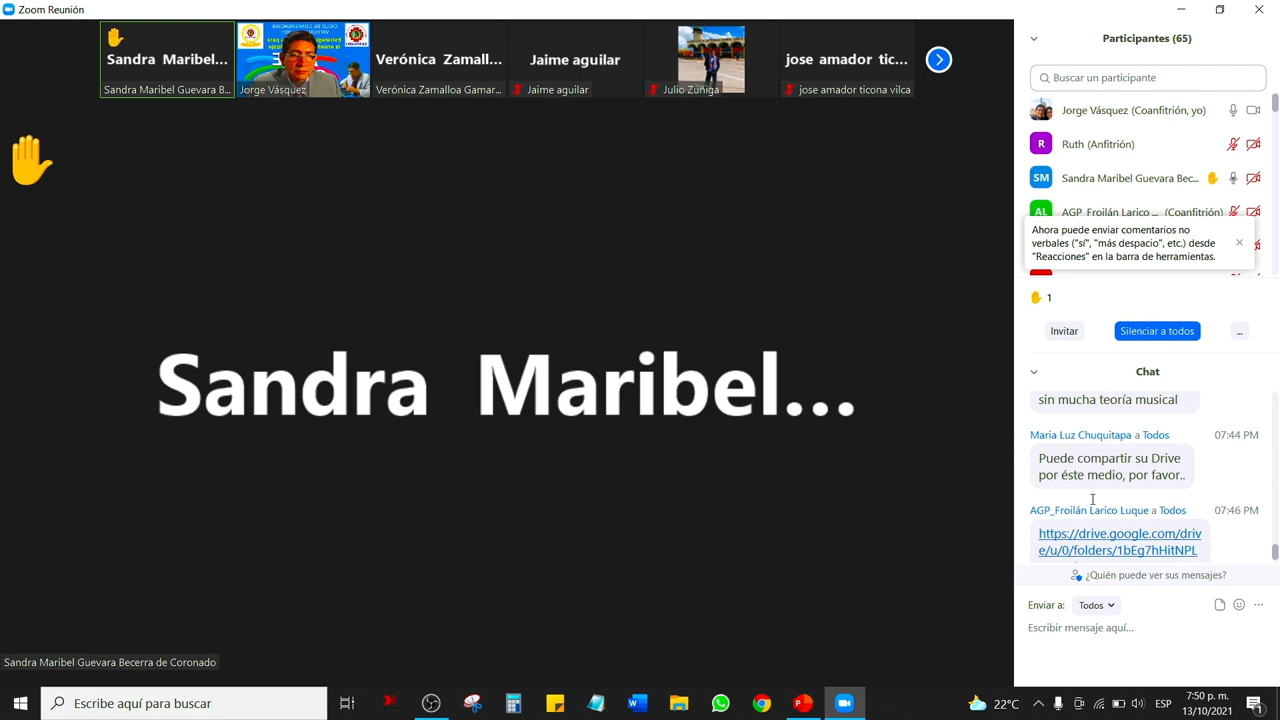 Zoom Reunión
Sandra Maribel...
Sandra Maribel Guevara B...
Jorge Vásquez
Verónica Zamall...
Verónica Zamalloa Gamar...
Jaime aguilar
Jaime aguilar
Julio Zúñiga
jose amador tic...
jose amador ticona vilca
Sandra Maribel...
Sandra Maribel Guevara Becerra de Coronado
Participantes (65)
Buscar un participante
Jorge Vásquez (Coanfitrión, yo)
R
Ruth (Anfitrión)
SM
Sandra Maribel Guevara Bec...
AL
AGP_Froilán Larico ... (Coanfitrión)
Ahora puede enviar comentarios no
verbales ("sí", "más despacio", etc.) desde
"Reacciones" en la barra de herramientas.
1
Invitar
Silenciar a todos
...
Chat
sin mucha teoría musical
Maria Luz Chuquitapa a Todos
07:44 PM
Puede compartir su Drive
por éste medio, por favor..
AGP_Froilán Larico Luque a Todos
07:46 PM
https://drive.google.com/driv
e/u/0/folders/1bEg7hHitNPL
¿Quién puede ver sus mensajes?
Enviar a: Todos
Escribir mensaje aquí...
Escribe aquí para buscar
22°C
ESP
7:50 p. m.
13/10/2021
1